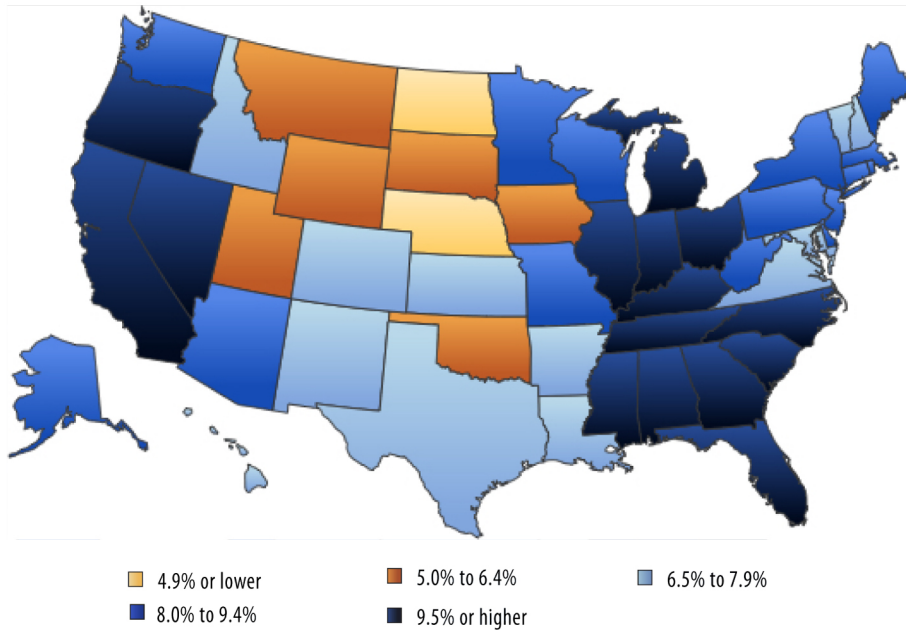 4.9% or lower
5.0% to 6.4%
6.5% to 7.9%
8.0% to 9.4%
9.5% or higher